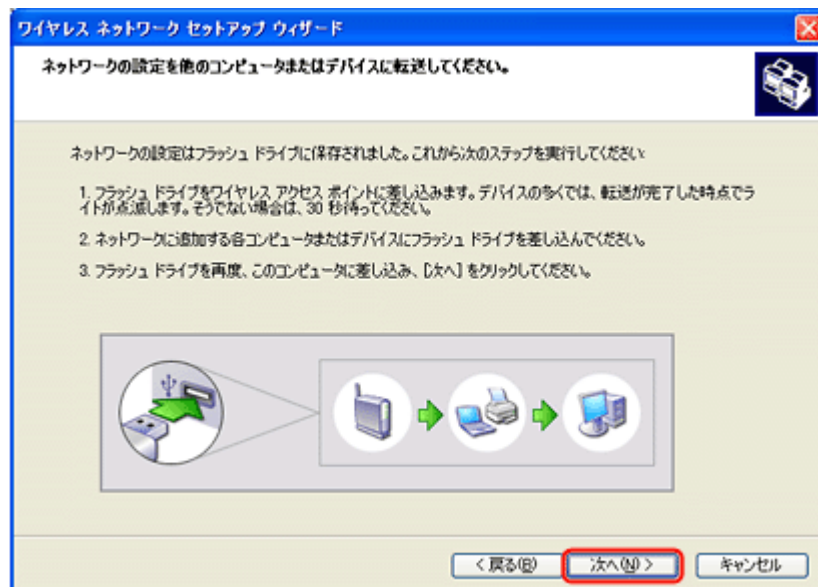 ワイヤレス ネットワーク セットアップ ウィザード
ネットワークの設定を他のコンピュータまたはデバイスに転送してください。
ネットワークの設定はフラッシュ ドライブに保存されました。これから次のステップを実行してください:
1. フラッシュ ドライブをワイヤレス アクセス ポイントに差し込みます。デバイスの多くでは、転送が完了した時点でラ
イトが点滅します。そうでない場合は、30 秒待ってください。
2. ネットワークに追加する各コンピュータまたはデバイスにフラッシュ ドライブを差し込んでください。
3. フラッシュ ドライブを再度、このコンピュータに差し込み、[次へ] をクリックしてください。
< 戻る(B) 次へ(N) > キャンセル